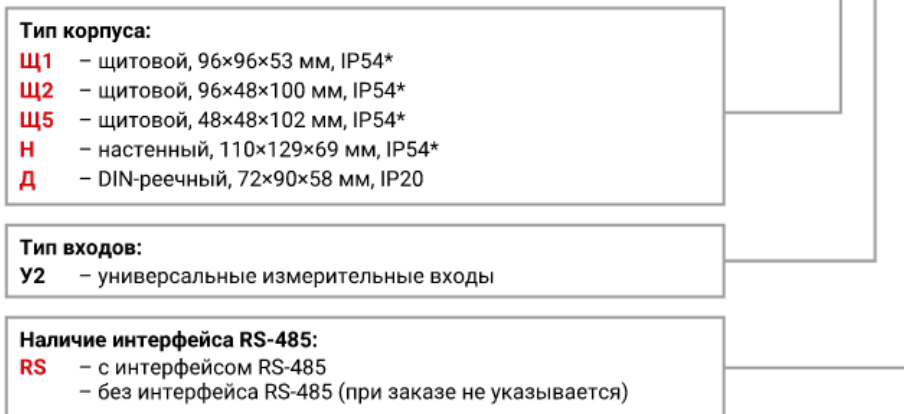 Тип корпуса:
Щ1 – щитовой, 96×96×53 мм, IP54*
Щ2 – щитовой, 96×48×100 мм, IP54*
Щ5 – щитовой, 48×48×102 мм, IP54*
Н – настенный, 110×129×69 мм, IP54*
Д – DIN-реечный, 72×90×58 мм, IP20
Тип входов:
У2 – универсальные измерительные входы
Наличие интерфейса RS-485:
RS – с интерфейсом RS-485
– без интерфейса RS-485 (при заказе не указывается)